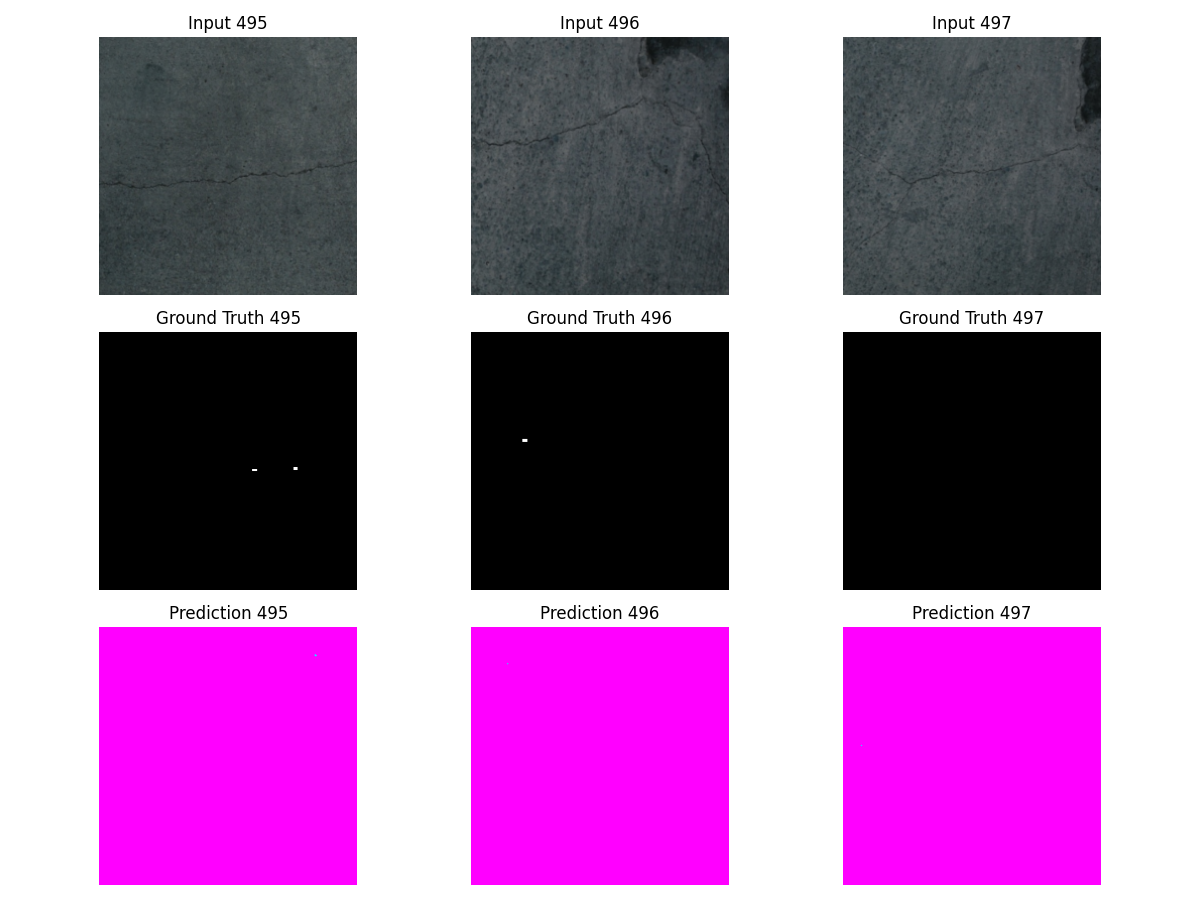 Input 495
Input 496
Input 497
Ground Truth 495
Ground Truth 496
Ground Truth 497
Prediction 495
Prediction 496
Prediction 497